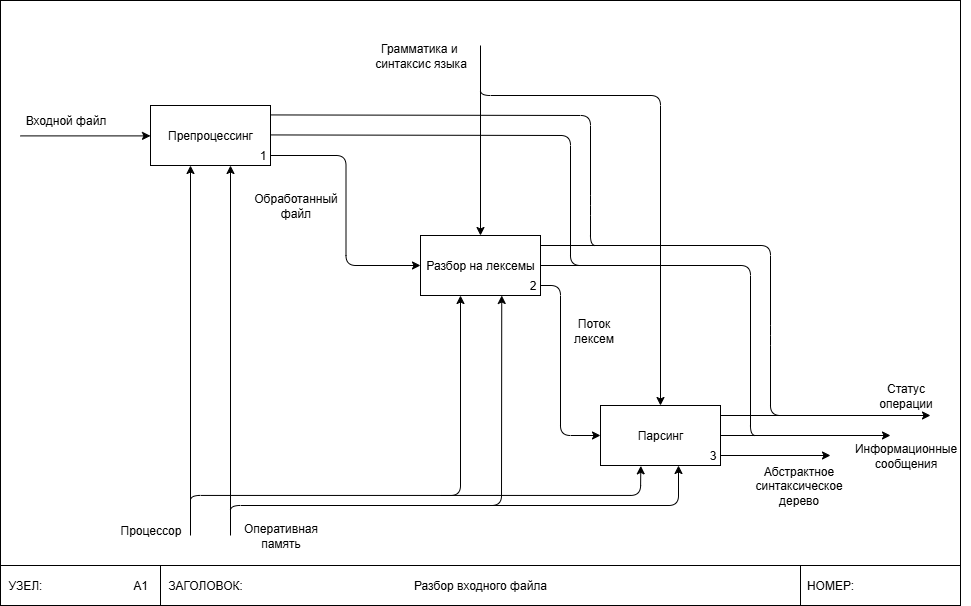 Грамматика и
синтаксис языка
Входной файл
Препроцессинг
1
Обработанный
файл
Разбор на лексемы
2
Поток
лексем
Статус
операции
Парсинг
3
Информационные
сообщения
Абстрактное
синтаксическое
дерево
Процессор
Оперативная
память
УЗЕЛ: A1 ЗАГОЛОВОК: Разбор входного файла НОМЕР: